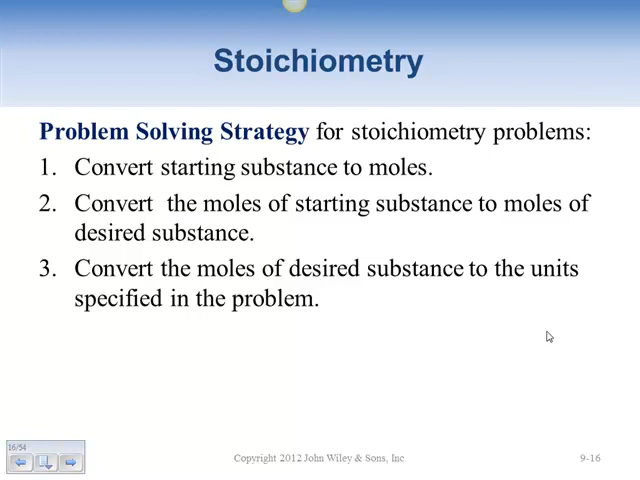 Stoichiometry
Problem Solving Strategy for stoichiometry problems:
1. Convert starting substance to moles.
2. Convert the moles of starting substance to moles of
desired substance.
3. Convert the moles of desired substance to the units
specified in the problem.
16/54
Copyright 2012 John Wiley & Sons, Inc
9-16